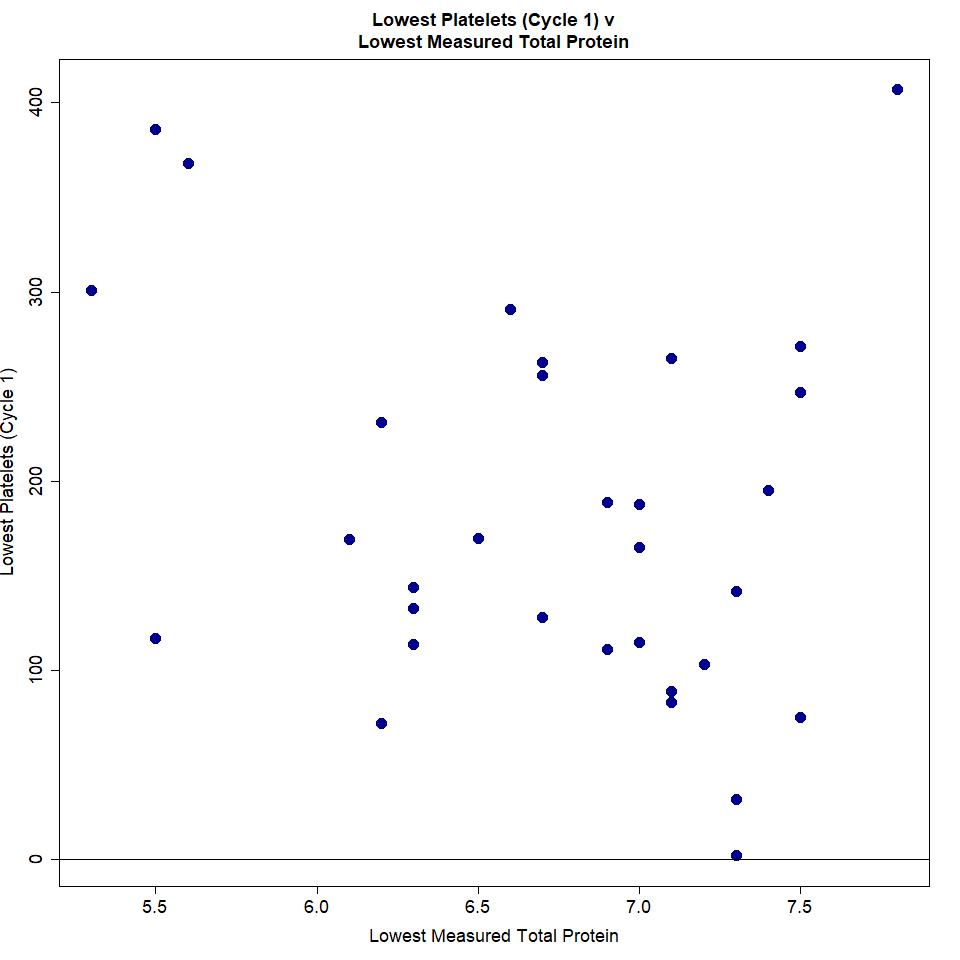 Lowest Platelets (Cycle 1) v
Lowest Measured Total Protein
Lowest Platelets (Cycle 1)
400
300
200
100
0
5.5 6.0 6.5 7.0 7.5
Lowest Measured Total Protein